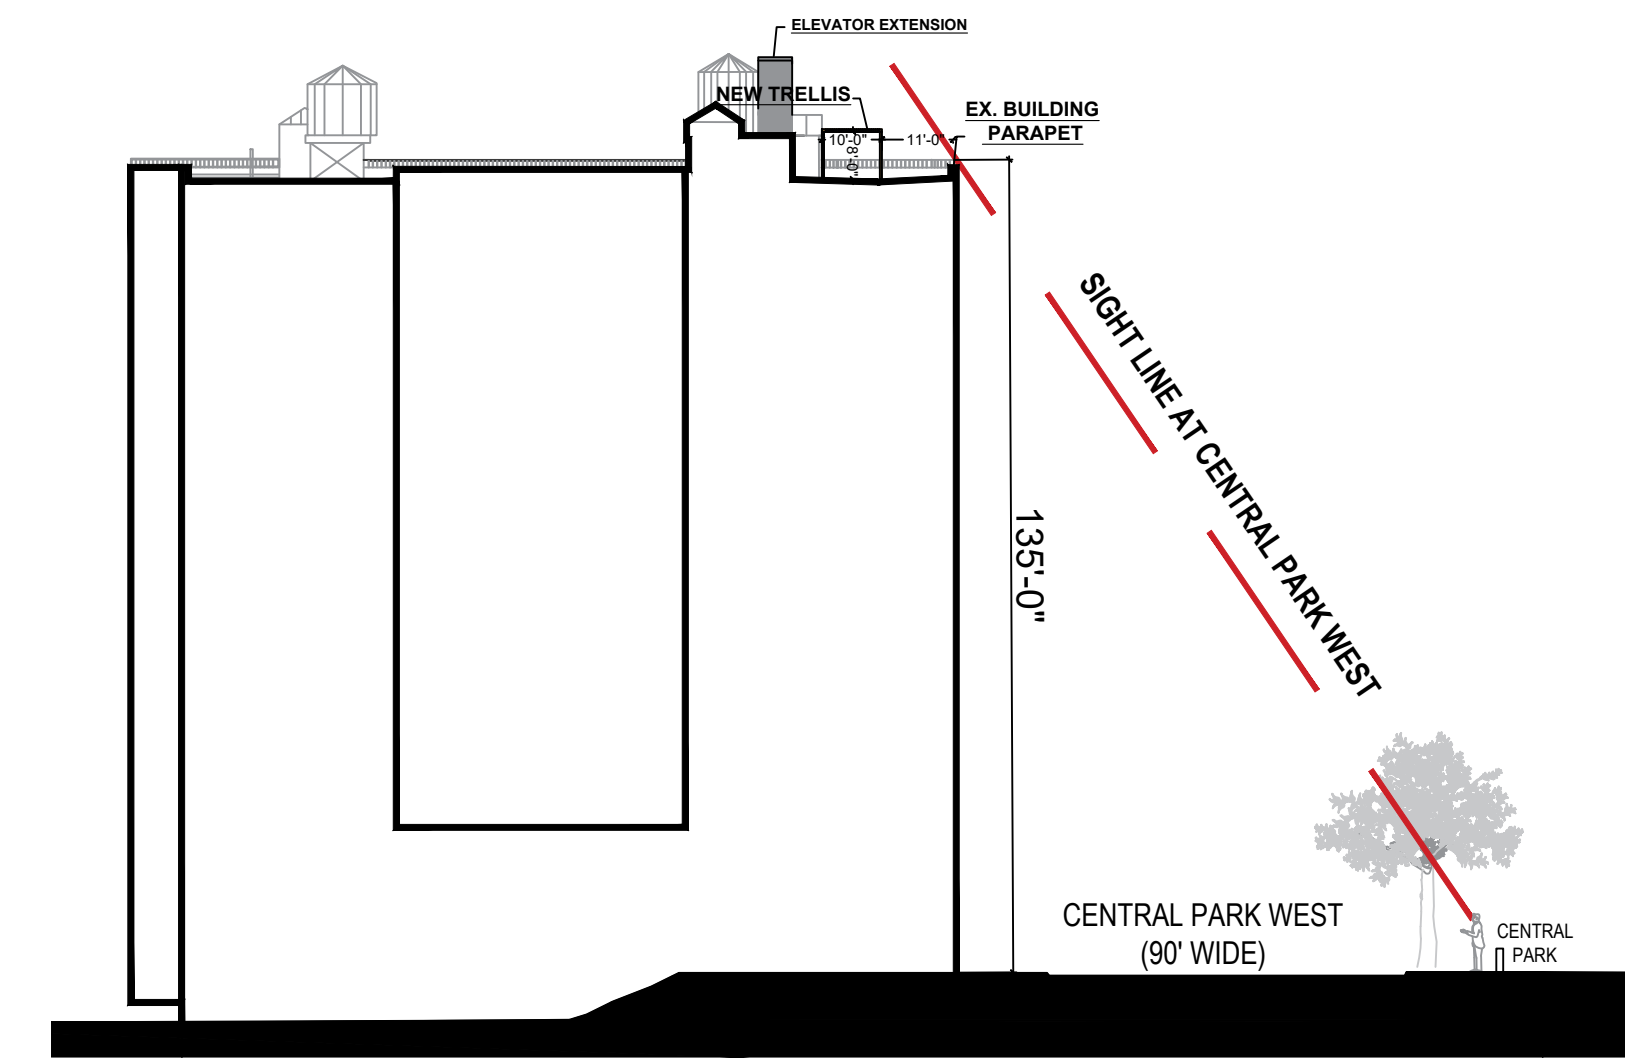 ELEVATOR EXTENSION
NEW TRELLIS
EX. BUILDING
PARAPET
10'-0"
11'-0"
8'-0"
SIGHT LINE AT CENTRAL PARK WEST
135'-0"
CENTRAL PARK WEST
(90' WIDE)
CENTRAL
PARK